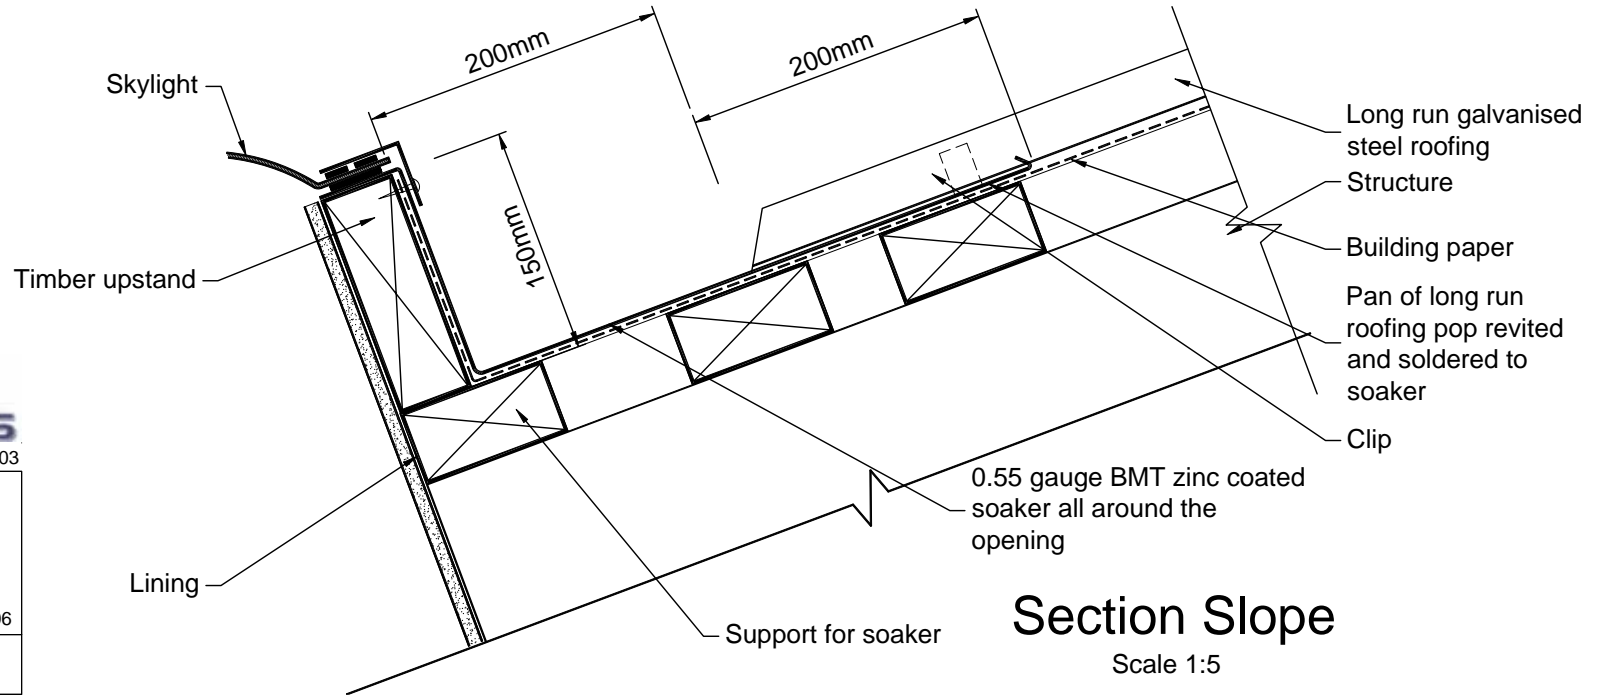 200mm
200mm
Skylight
150mm
Timber upstand
Lining
Long run galvanised
steel roofing
Structure
Building paper
Pan of long run
roofing pop revited
and soldered to
soaker
Clip
0.55 gauge BMT zinc coated
soaker all around the
opening
Support for soaker
Section Slope
Scale 1:5
03